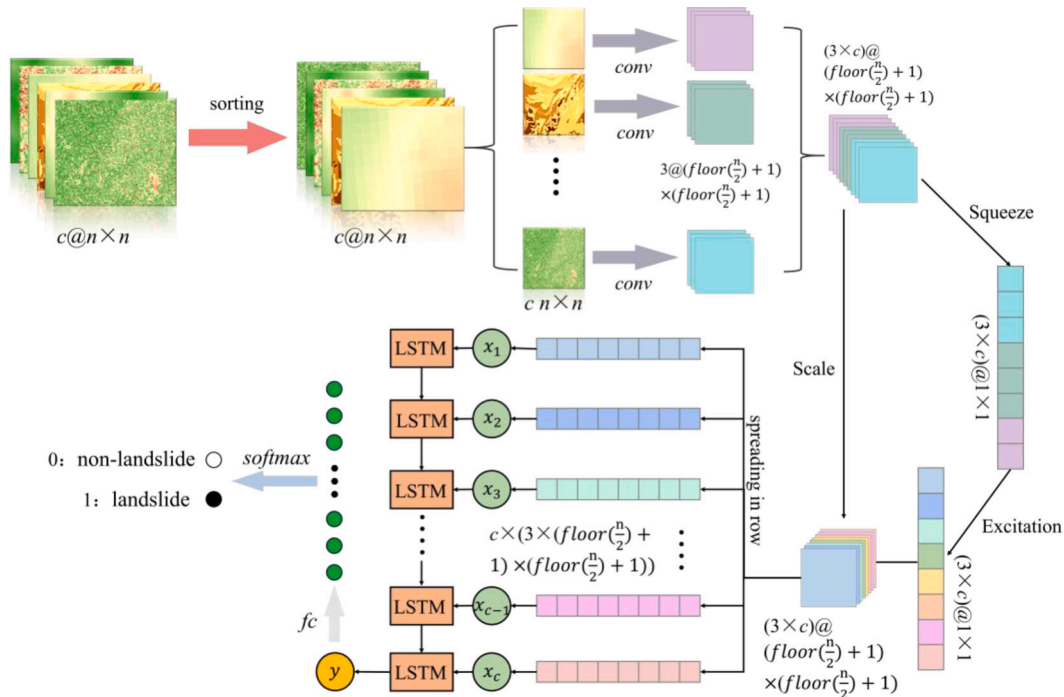 sorting
c@n×n
c@n×n
conv
conv
3@(floor(n/2)+1)
×(floor(n/2)+1)
conv
c n×n
(3×c)@
(floor(n/2)+1)
×(floor(n/2)+1)
Squeeze
(3×c)@1×1
Scale
Excitation
(3×c)@1×1
(3×c)@
(floor(n/2)+1)
×(floor(n/2)+1)
spreading in row
LSTM
x₁
LSTM
x₂
LSTM
x₃
c×(3×(floor(n/2)+
1)×(floor(n/2)+1))
LSTM
x_{c−1}
LSTM
x_c
y
fc
softmax
0: non-landslide
1: landslide